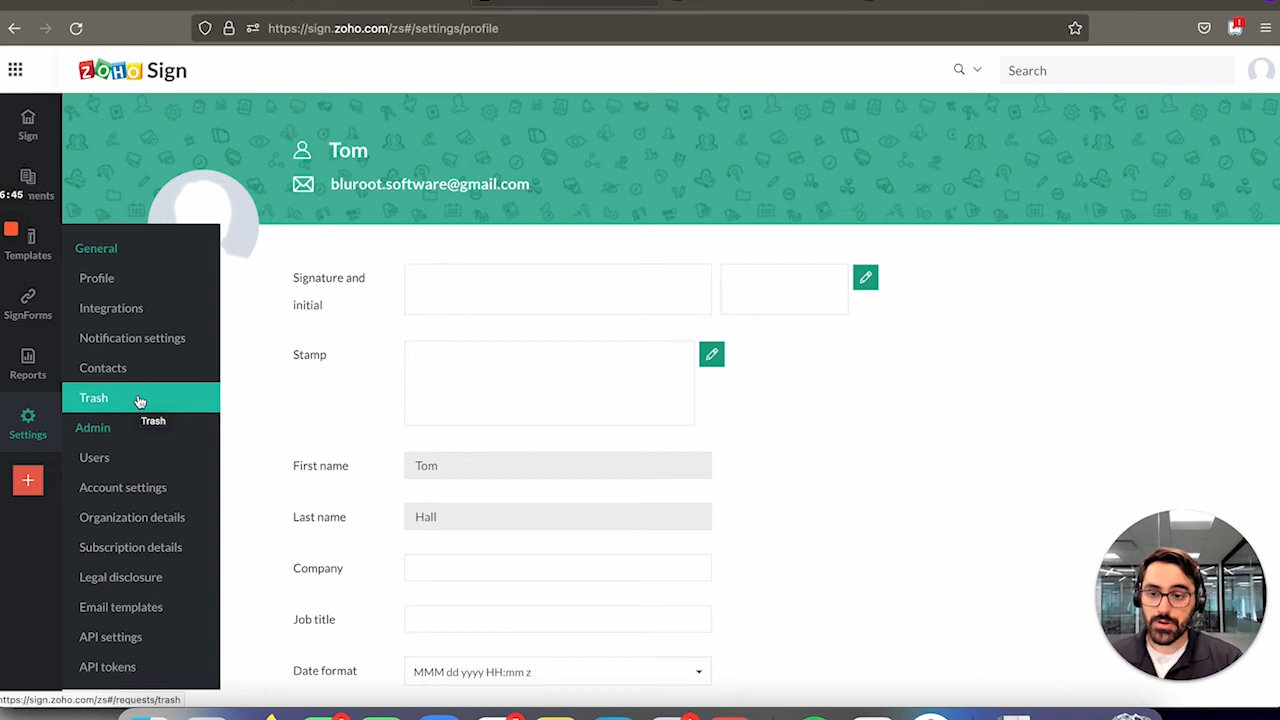 https://sign.zoho.com/zs#/settings/profile
ZOHO Sign
Search
Tom
bluroot.software@gmail.com
Sign
6:45
ments
Templates
SignForms
Reports
Settings
General
Profile
Integrations
Notification settings
Contacts
Trash
Trash
Admin
Users
Account settings
Organization details
Subscription details
Legal disclosure
Email templates
API settings
API tokens
Signature and
initial
Stamp
First name
Tom
Last name
Hall
Company
Job title
Date format
MMM dd yyyy HH:mm z
https://sign.zoho.com/zs#/requests/trash